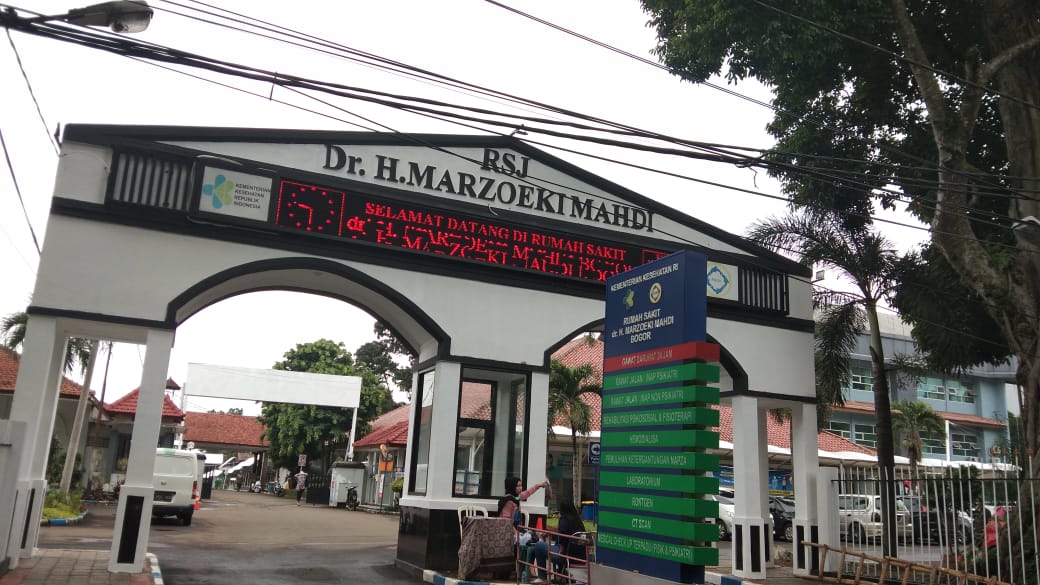 RSJ
Dr. H.MARZOEKI MAHDI
KEMENTERIAN
KESEHATAN
REPUBLIK
INDONESIA
SELAMAT DATANG DI RUMAH SAKIT
KEMENTERIAN KESEHATAN RI
RUMAH SAKIT
dr. H. MARZOEKI MAHDI
BOGOR
GAWAT DARURAT 24 JAM
RAWAT JALAN / INAP PSIKIATRI
RAWAT JALAN / INAP NON PSIKIATRI
REHABILITASI PSIKOSOSIAL & FISIOTERAPI
HEMODIALISA
PEMULIHAN KETERGANTUNGAN NAPZA
LABORATORIUM
RONTGEN
CT SCAN
MEDICAL CHECK UP TERPADU (FISIK & PSIKIATRI)